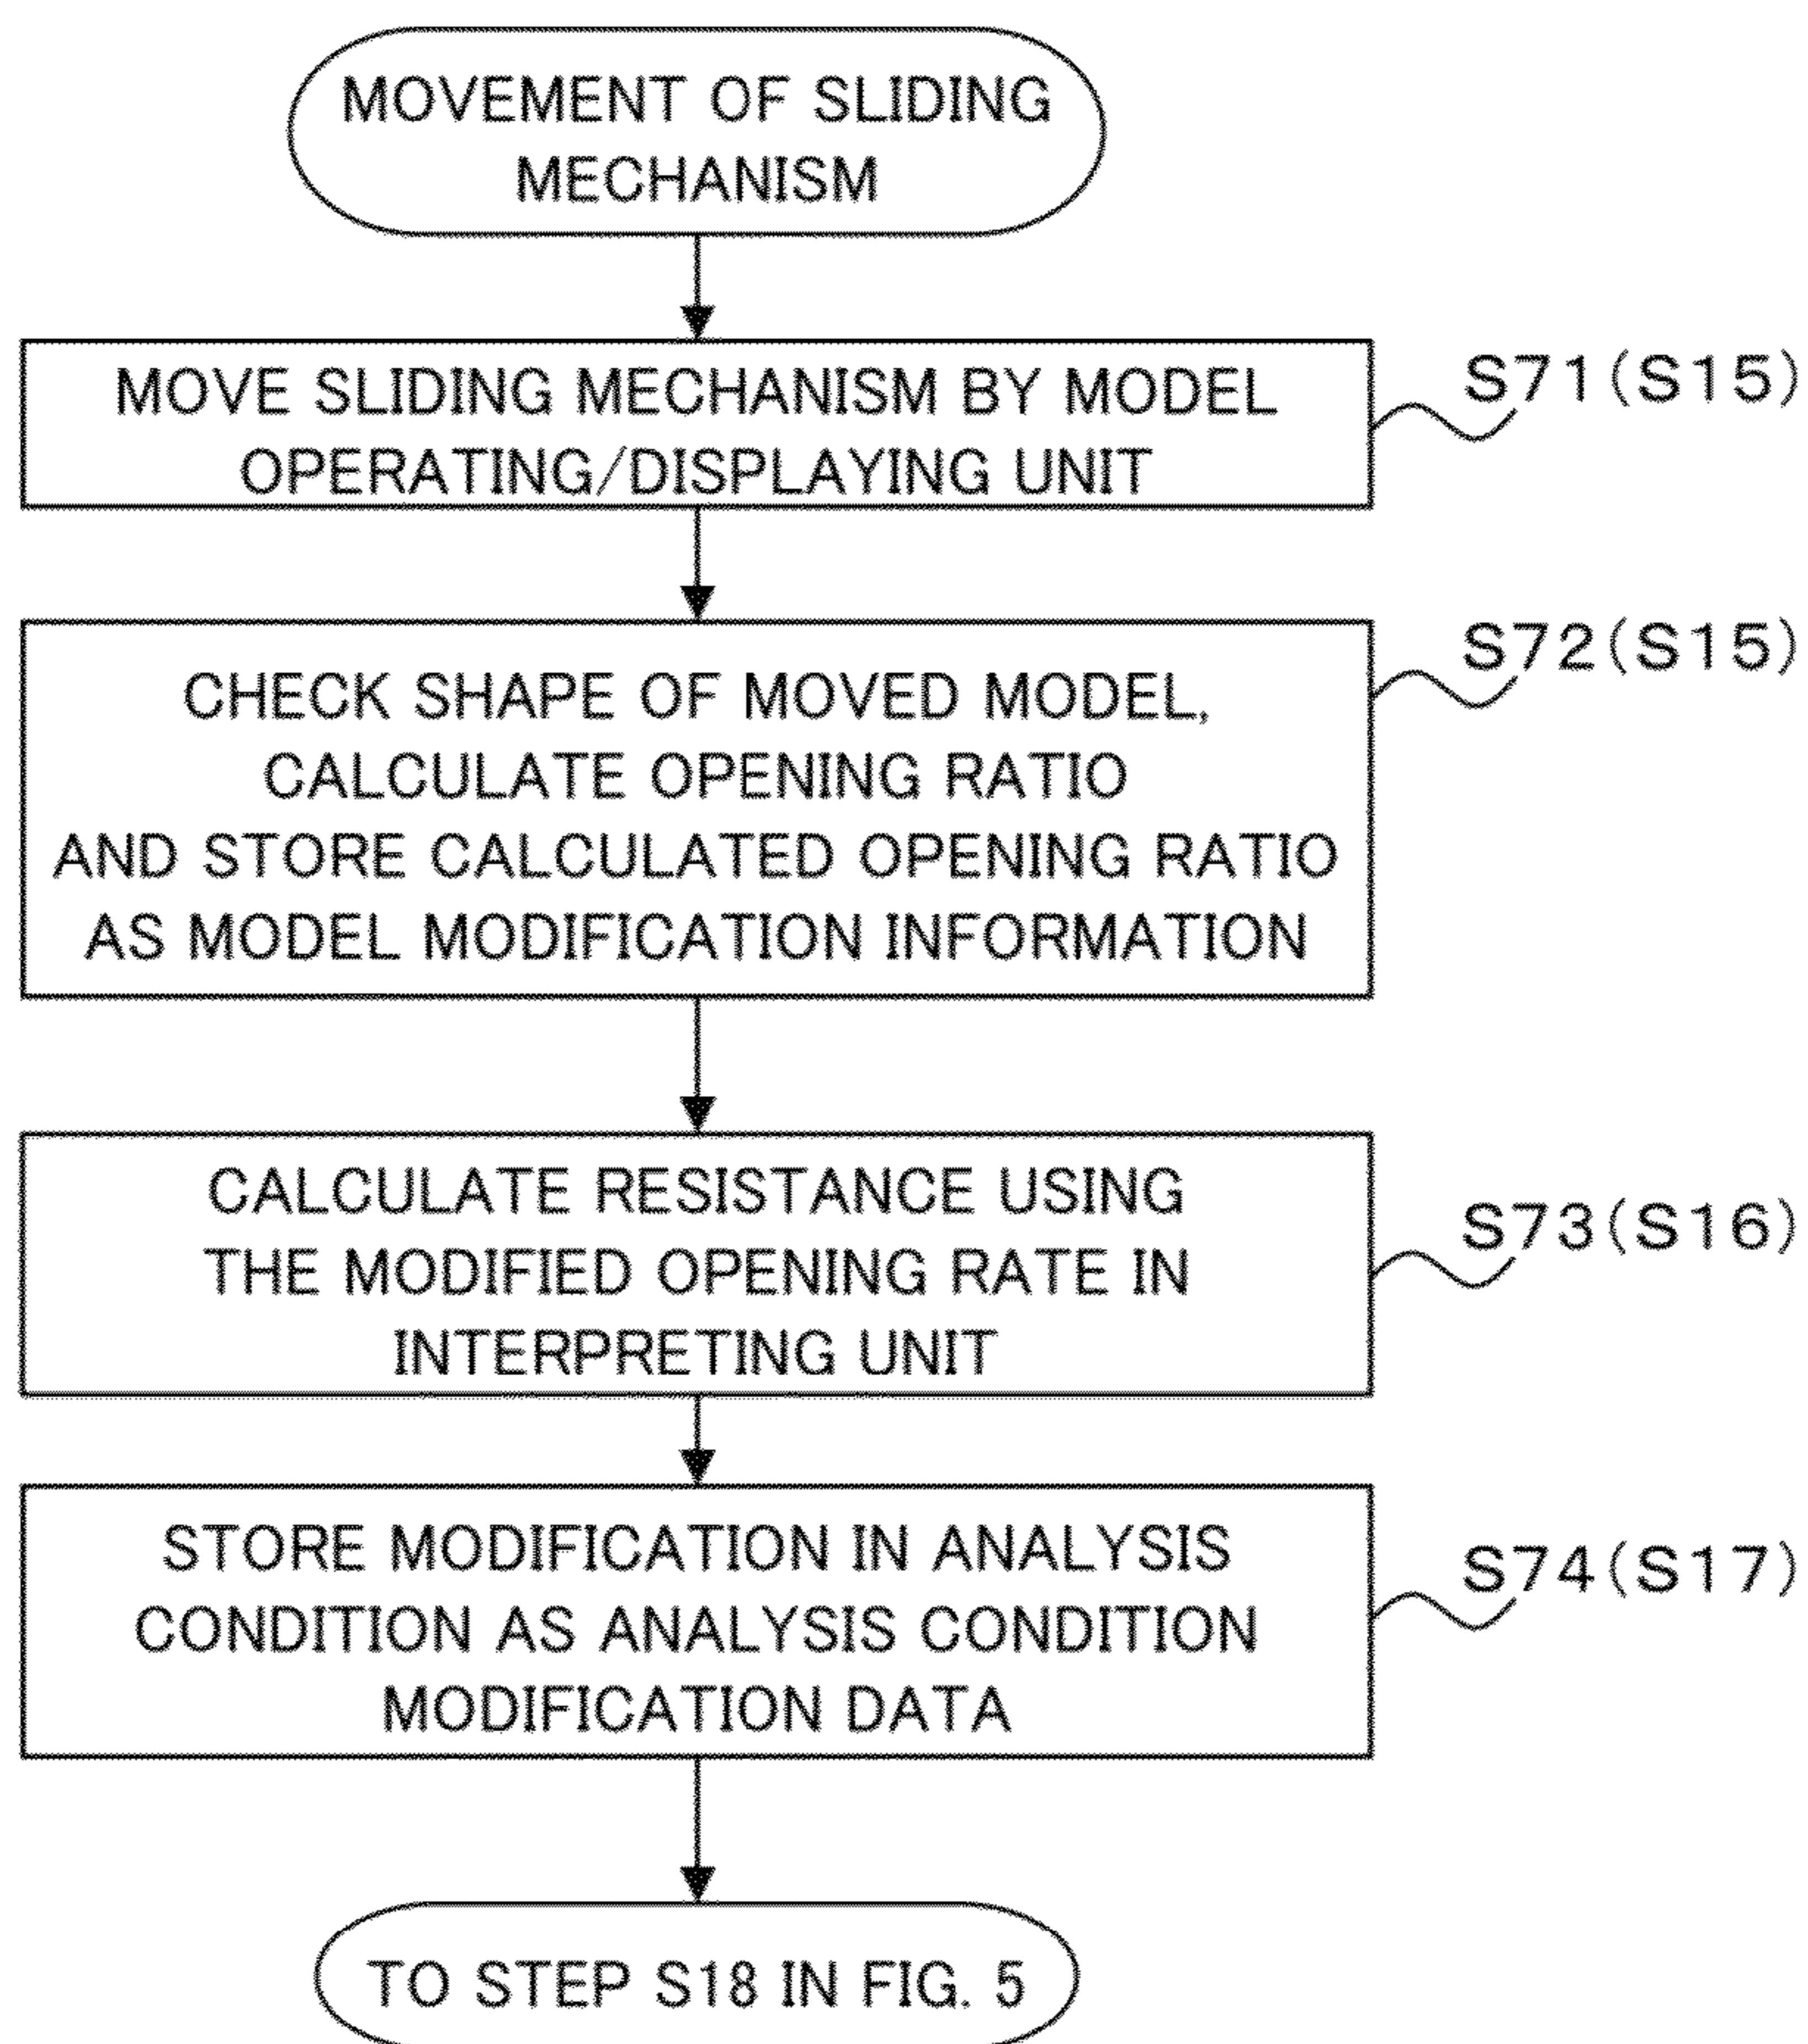 MOVEMENT OF SLIDING
MECHANISM
MOVE SLIDING MECHANISM BY MODEL
OPERATING/DISPLAYING UNIT
S71(S15)
CHECK SHAPE OF MOVED MODEL,
CALCULATE OPENING RATIO
AND STORE CALCULATED OPENING RATIO
AS MODEL MODIFICATION INFORMATION
S72(S15)
CALCULATE RESISTANCE USING
THE MODIFIED OPENING RATE IN
INTERPRETING UNIT
S73(S16)
STORE MODIFICATION IN ANALYSIS
CONDITION AS ANALYSIS CONDITION
MODIFICATION DATA
S74(S17)
TO STEP S18 IN FIG. 5